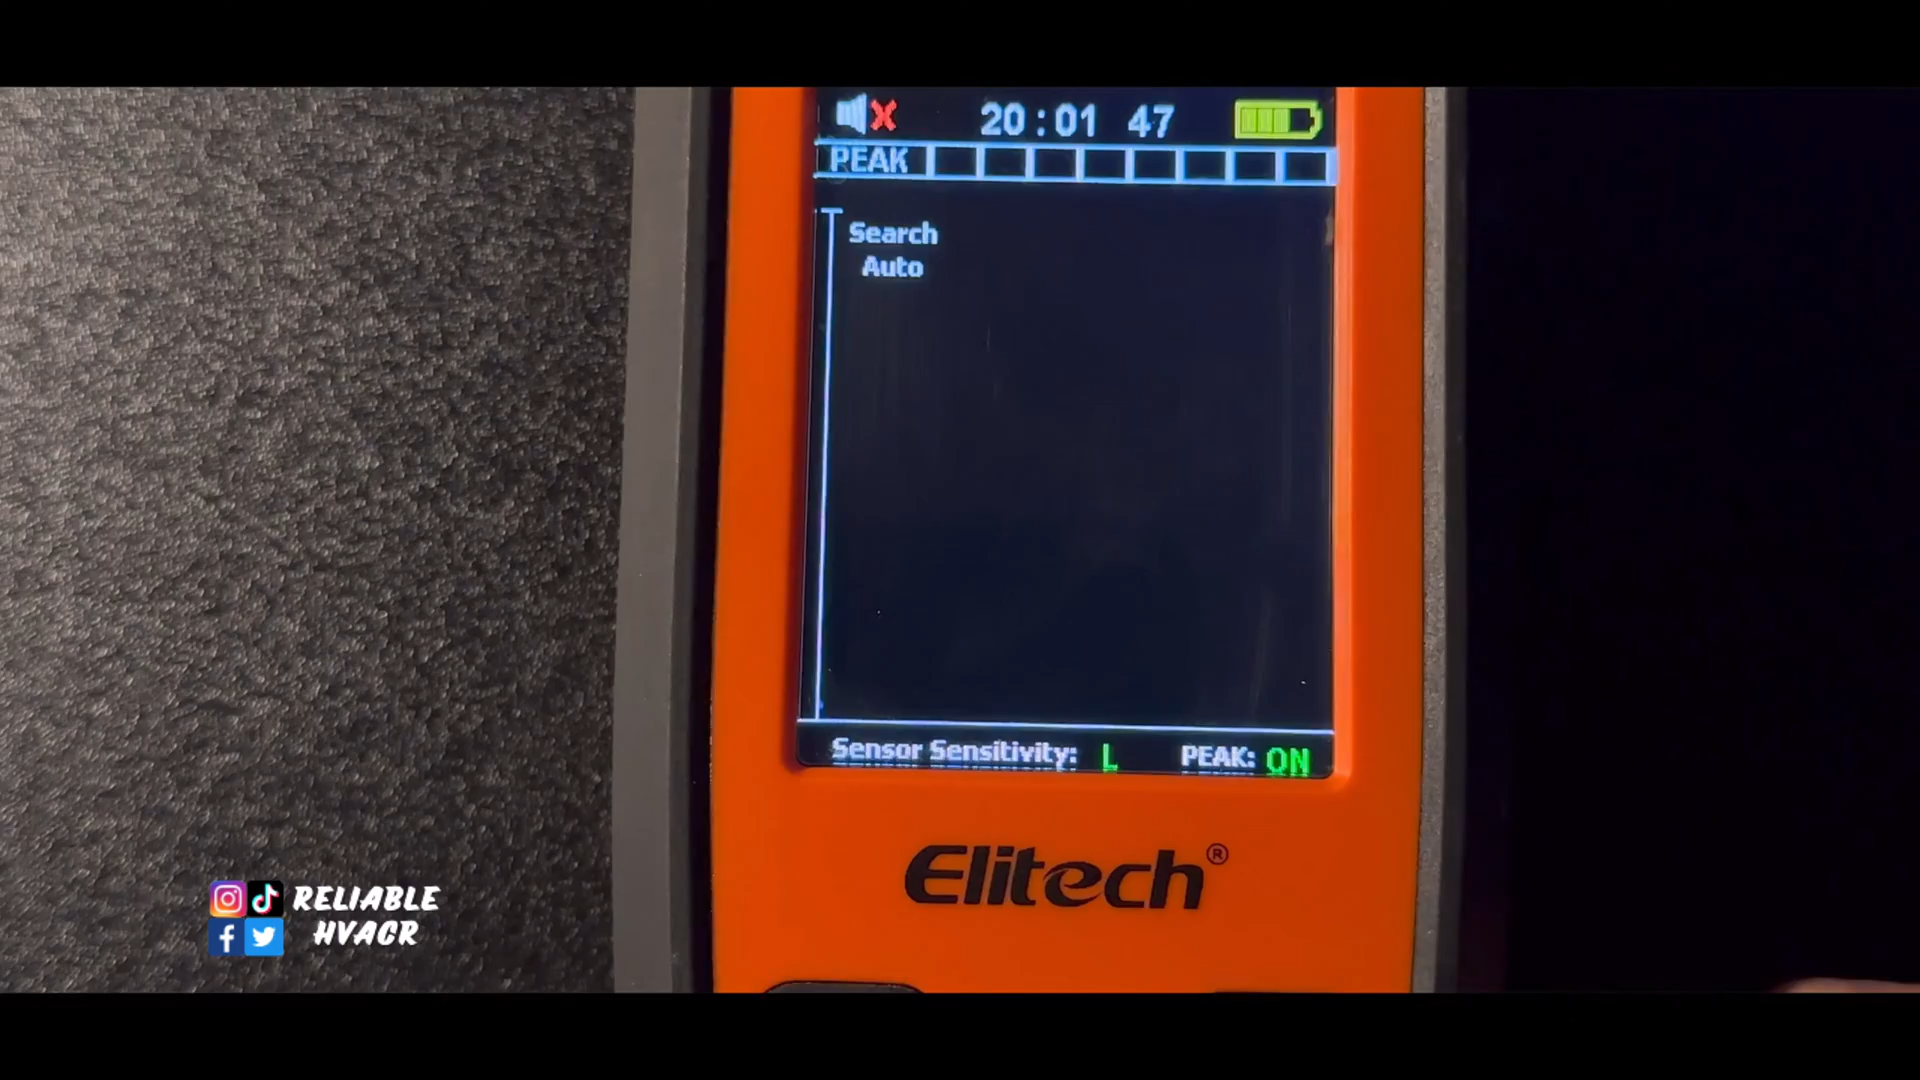 20:01 47
PEAK
Search
Auto
Sensor Sensitivity: L PEAK: ON
Elitech®
RELIABLE
HVACR